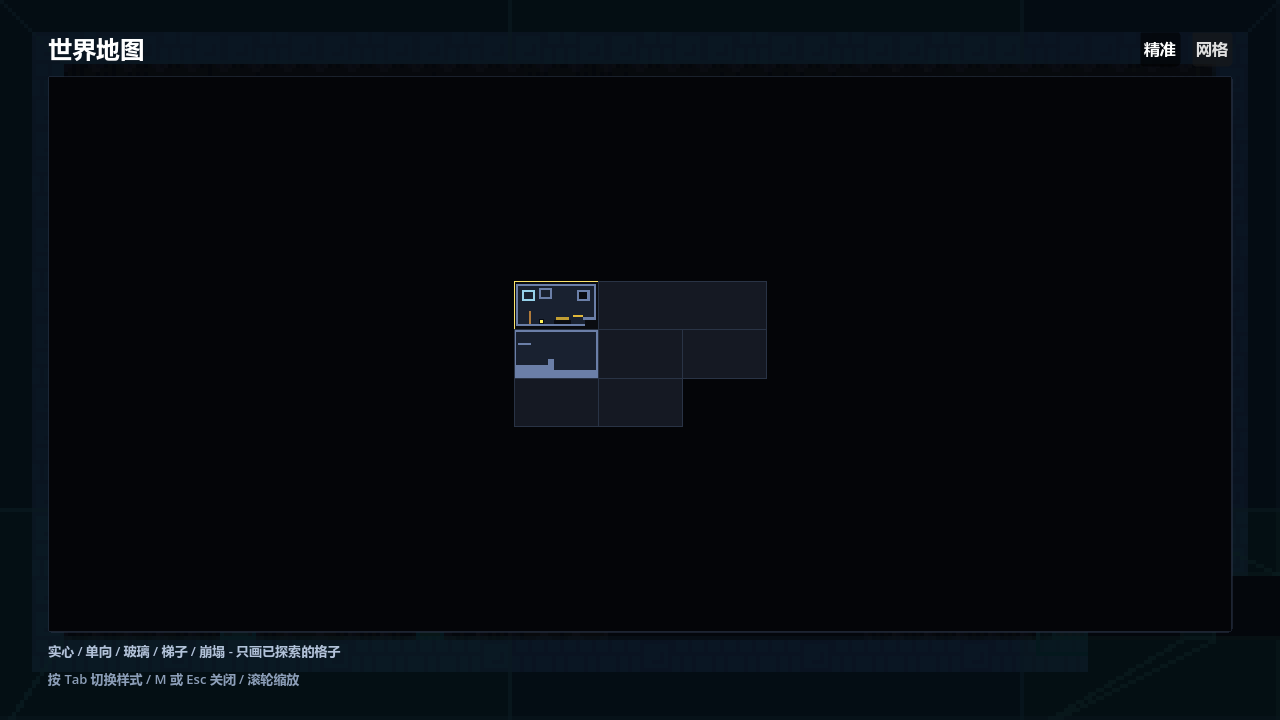 世界地图
精准 网格
实心 / 单向 / 玻璃 / 梯子 / 崩塌 - 只画已探索的格子
按 Tab 切换样式 / M 或 Esc 关闭 / 滚轮缩放